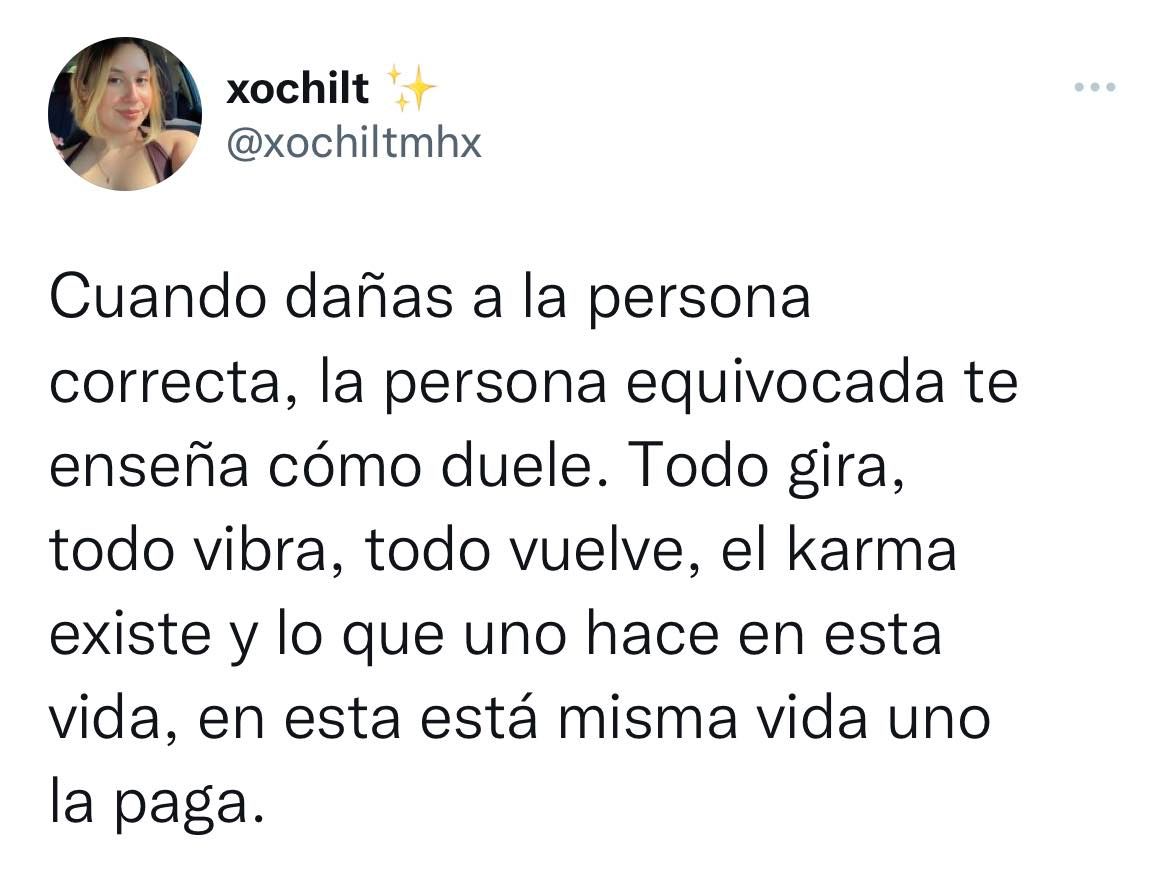 xochilt ✨
@xochiltmhx
Cuando dañas a la persona
correcta, la persona equivocada te
enseña cómo duele. Todo gira,
todo vibra, todo vuelve, el karma
existe y lo que uno hace en esta
vida, en esta está misma vida uno
la paga.